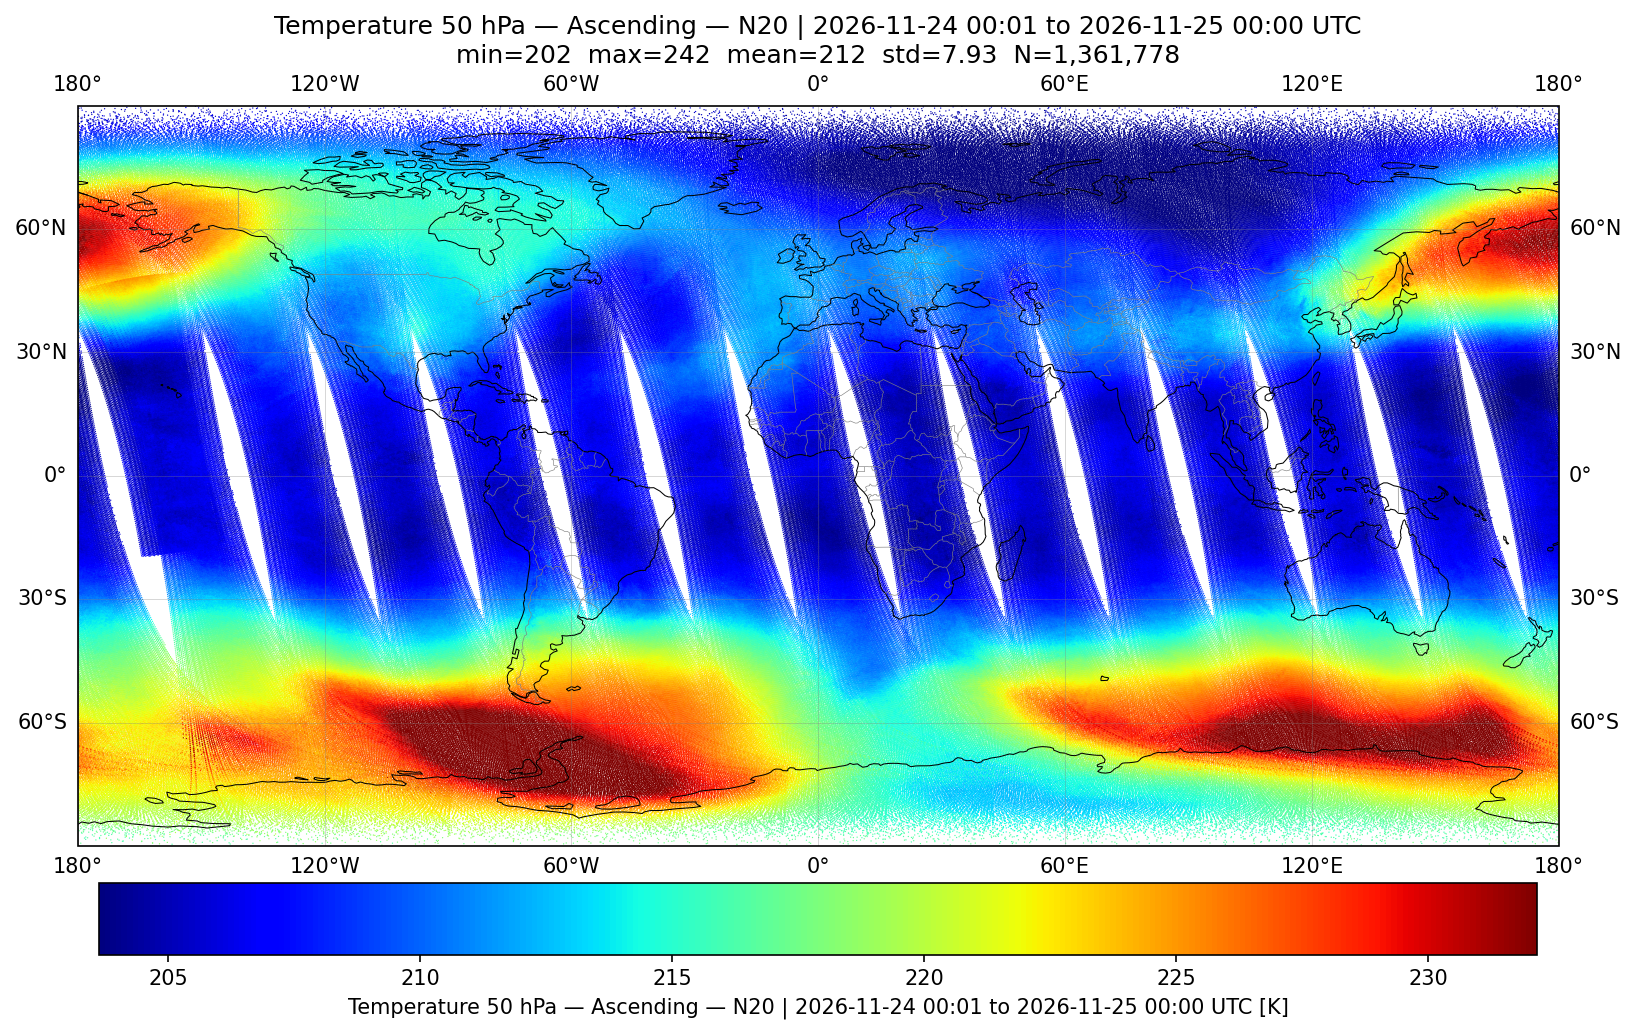 Temperature 50 hPa — Ascending — N20 | 2026-11-24 00:01 to 2026-11-25 00:00 UTC
min=202  max=242  mean=212  std=7.93  N=1,361,778
180° 120°W 60°W 0° 60°E 120°E 180°
60°N 60°N
30°N 30°N
0° 0°
30°S 30°S
60°S 60°S
180° 120°W 60°W 0° 60°E 120°E 180°
205 210 215 220 225 230
Temperature 50 hPa — Ascending — N20 | 2026-11-24 00:01 to 2026-11-25 00:00 UTC [K]